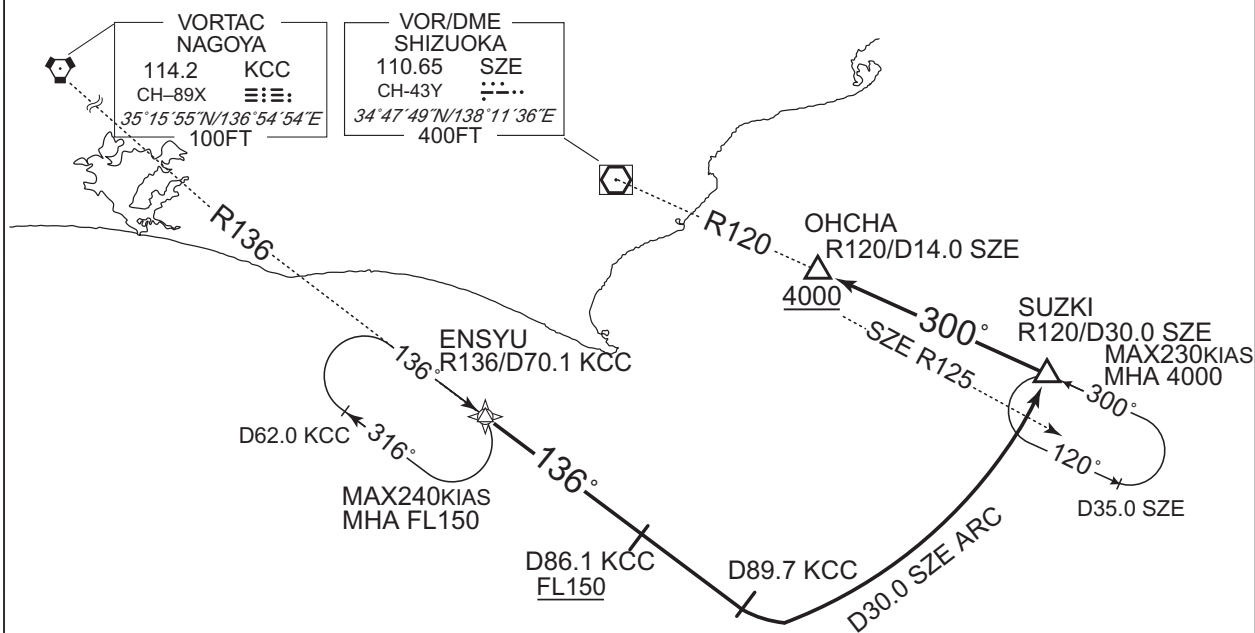 VORTAC
NAGOYA
114.2 KCC
CH–89X
35°15´55˝N/136°54´54˝E
100FT
VOR/DME
SHIZUOKA
110.65 SZE
CH-43Y
34°47´49˝N/138°11´36˝E
400FT
R136
R120
OHCHA
R120/D14.0 SZE
4000
300°
SZE R125
SUZKI
R120/D30.0 SZE
MAX230KIAS
MHA 4000
300°
120°
D35.0 SZE
ENSYU
R136/D70.1 KCC
136°
D62.0 KCC
316°
MAX240KIAS
MHA FL150
136°
D86.1 KCC
FL150
D89.7 KCC
D30.0 SZE ARC